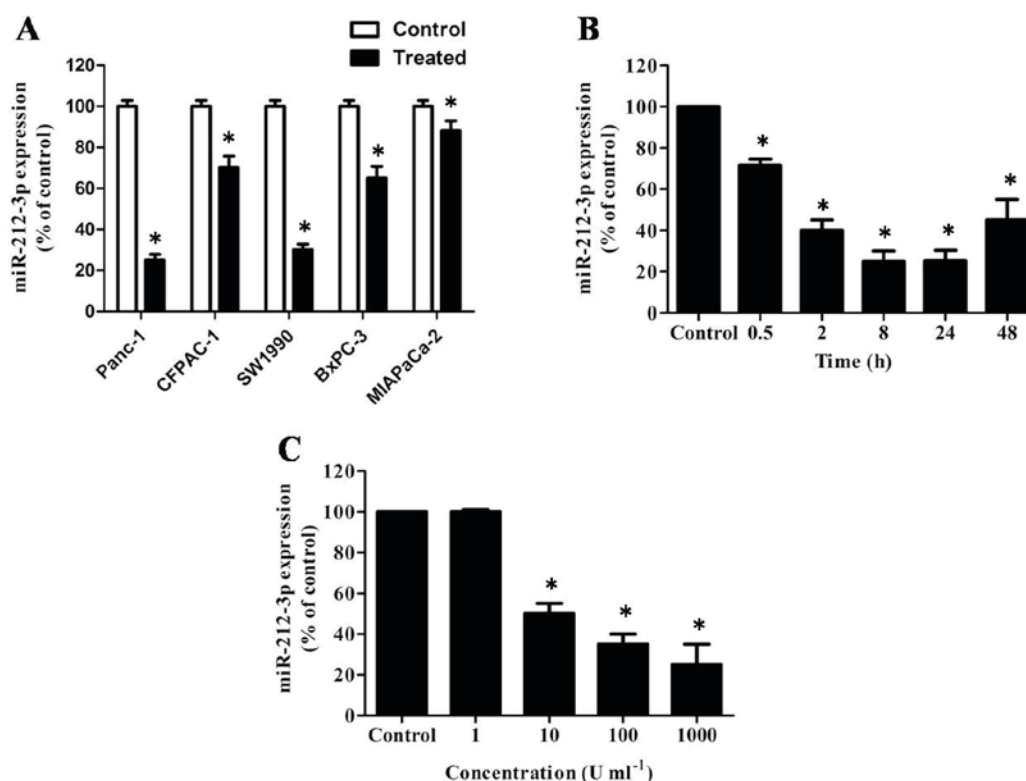 A
Control
Treated
miR-212-3p expression
(% of control)
120
100
80
60
40
20
0
*
*
*
*
*
Panc-1
CFPAC-1
SW1990
BxPC-3
MIAPaCa-2
B
miR-212-3p expression
(% of control)
120
100
80
60
40
20
0
*
*
*
*
*
Control 0.5 2 8 24 48
Time (h)
C
miR-212-3p expression
(% of control)
120
100
80
60
40
20
0
*
*
*
Control 1 10 100 1000
Concentration (U ml⁻¹)